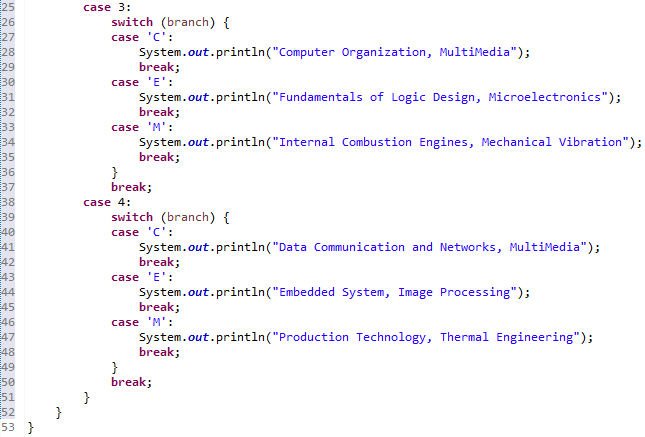 25 case 3:
26 switch (branch) {
27 case 'C':
28 System.out.println("Computer Organization, MultiMedia");
29 break;
30 case 'E':
31 System.out.println("Fundamentals of Logic Design, Microelectronics");
32 break;
33 case 'M':
34 System.out.println("Internal Combustion Engines, Mechanical Vibration");
35 break;
36 }
37 break;
38 case 4:
39 switch (branch) {
40 case 'C':
41 System.out.println("Data Communication and Networks, MultiMedia");
42 break;
43 case 'E':
44 System.out.println("Embedded System, Image Processing");
45 break;
46 case 'M':
47 System.out.println("Production Technology, Thermal Engineering");
48 break;
49 }
50 break;
51 }
52 }
53 }